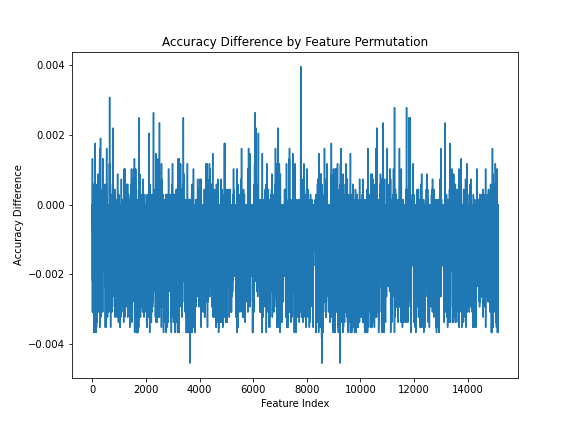 Accuracy Difference by Feature Permutation
0.004
0.002
0.000
−0.002
−0.004
Accuracy Difference
0 2000 4000 6000 8000 10000 12000 14000
Feature Index